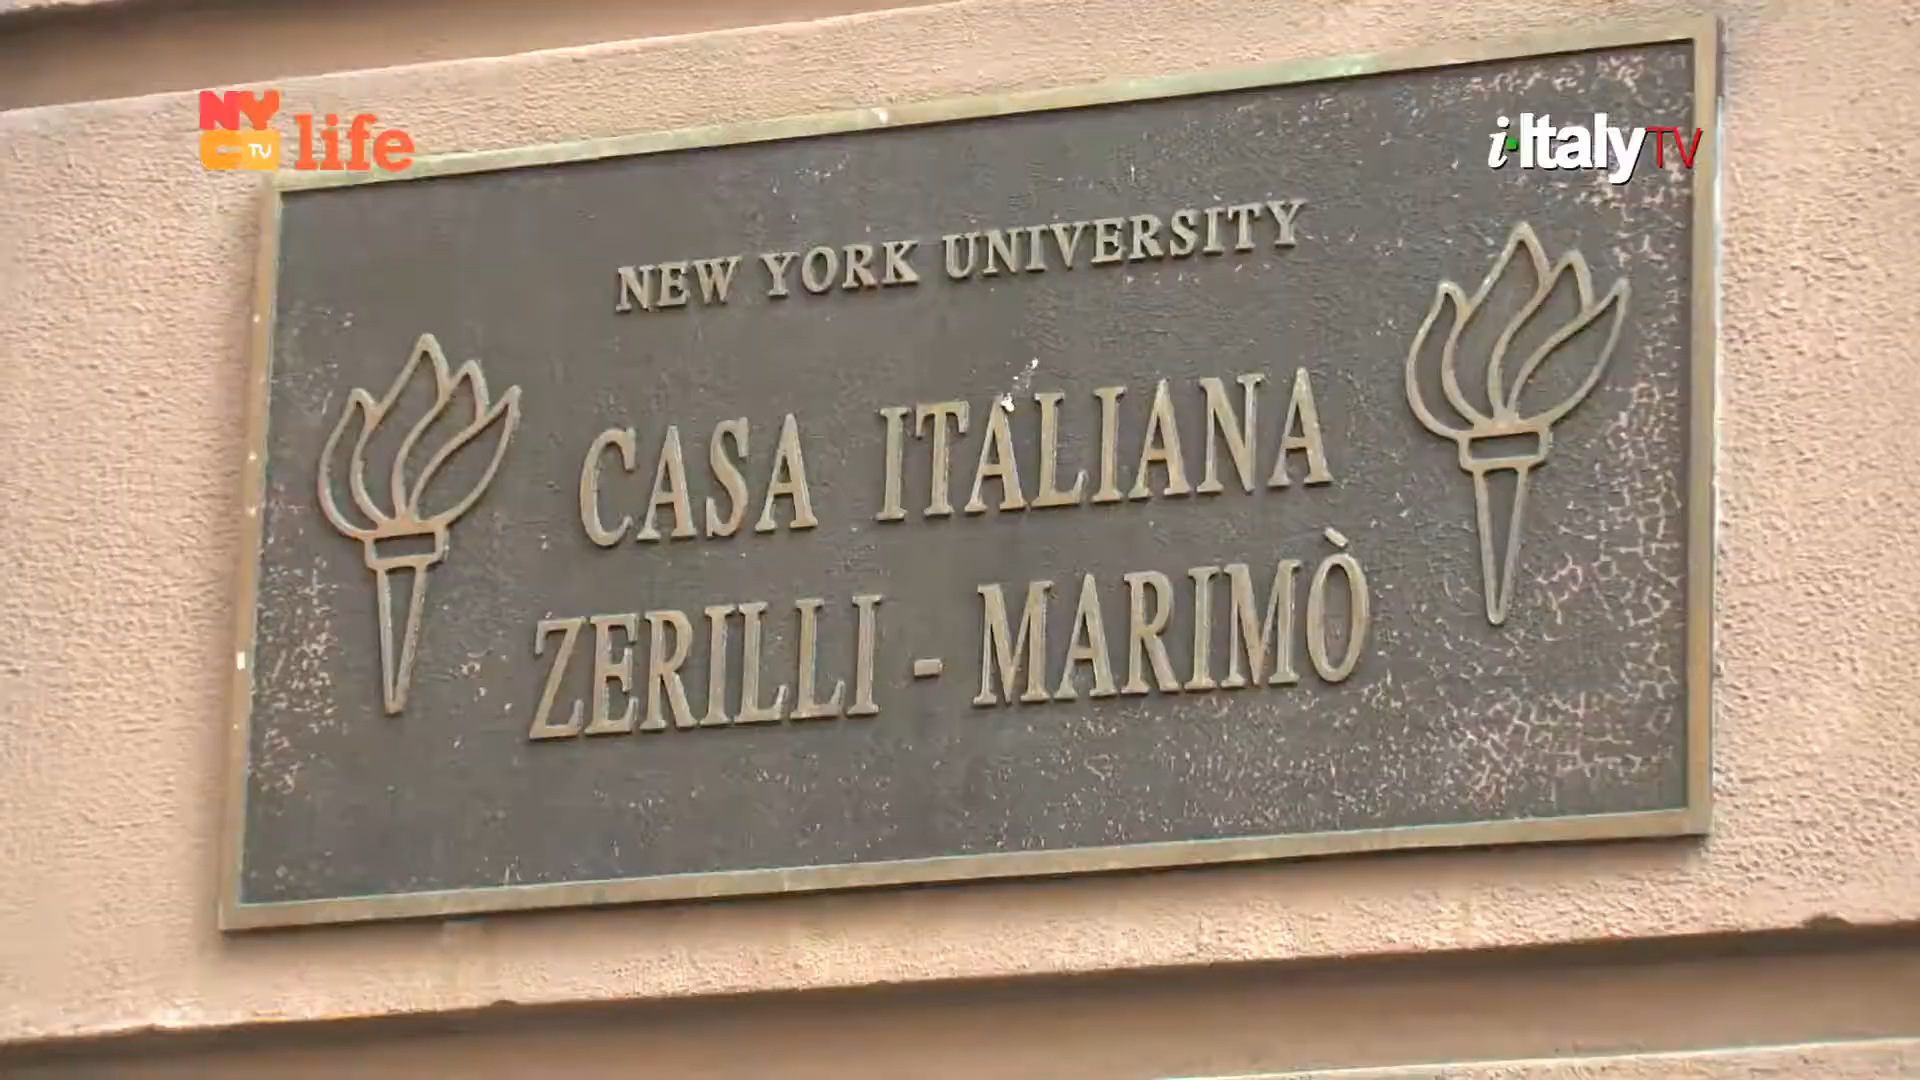 NYC TV life
i-ItalyTV
NEW YORK UNIVERSITY
CASA ITALIANA
ZERILLI - MARIMÒ